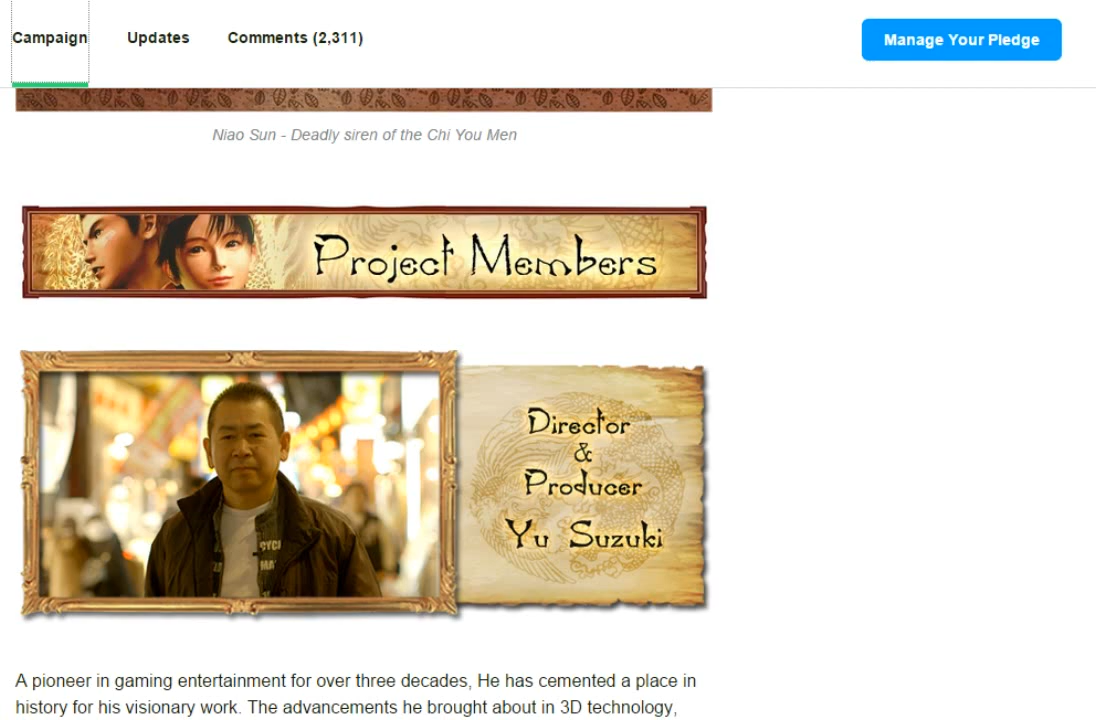 Campaign Updates Comments (2,311) Manage Your Pledge
Niao Sun - Deadly siren of the Chi You Men
Project Members
Director
&
Producer
Yu Suzuki
A pioneer in gaming entertainment for over three decades, He has cemented a place in
history for his visionary work. The advancements he brought about in 3D technology,